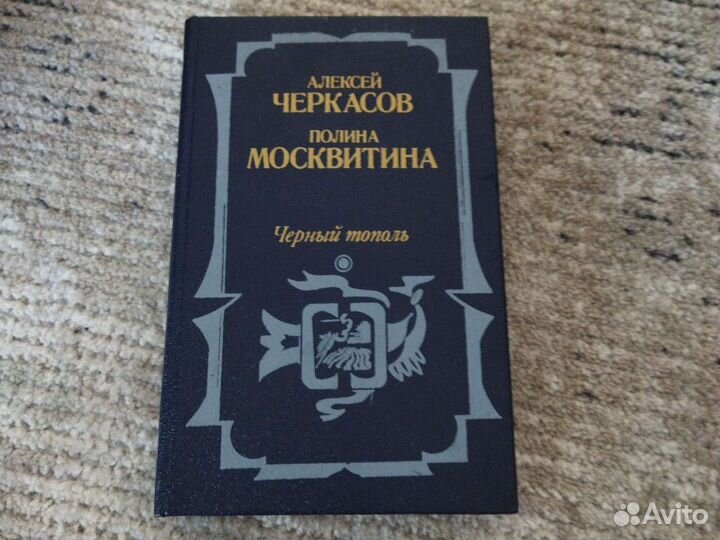 АЛЕКСЕЙ
ЧЕРКАСОВ
ПОЛИНА
МОСКВИТИНА
Черный тополь
Avito